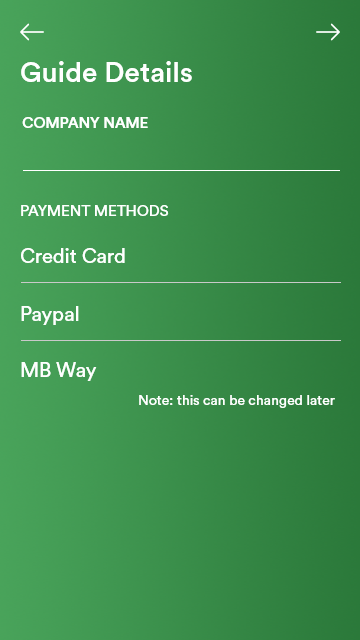 Guide Details
COMPANY NAME
PAYMENT METHODS
Credit Card
Paypal
MB Way
Note: this can be changed later